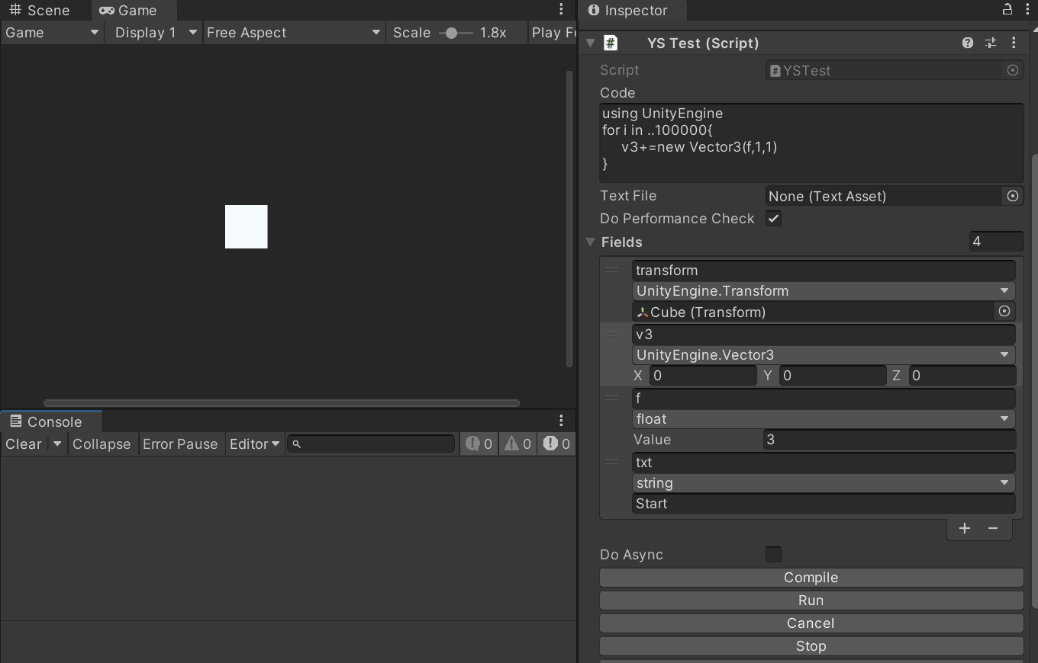 Scene
Game
Game
Display 1
Free Aspect
Scale
1.8x
Play F
Console
Clear
Collapse
Error Pause
Editor
0
0
0
Inspector
YS Test (Script)
Script
YSTest
Code
using UnityEngine
for i in ..100000{
v3+=new Vector3(f,1,1)
}
Text File
None (Text Asset)
Do Performance Check
Fields
4
transform
UnityEngine.Transform
Cube (Transform)
v3
UnityEngine.Vector3
X 0 Y 0 Z 0
f
float
Value 3
txt
string
Start
Do Async
Compile
Run
Cancel
Stop